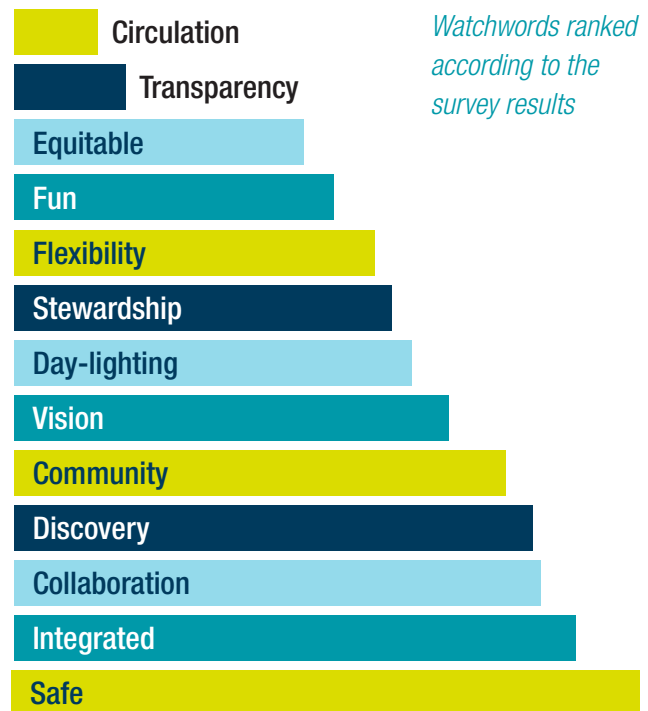 Circulation
Transparency
Equitable
Fun
Flexibility
Stewardship
Day-lighting
Vision
Community
Discovery
Collaboration
Integrated
Safe
Watchwords ranked
according to the
survey results